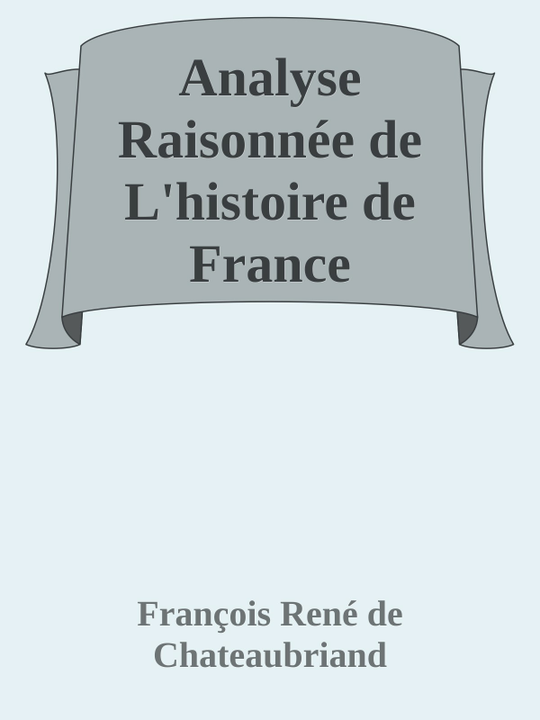 Analyse
Raisonnée de
L'histoire de
France
François René de
Chateaubriand